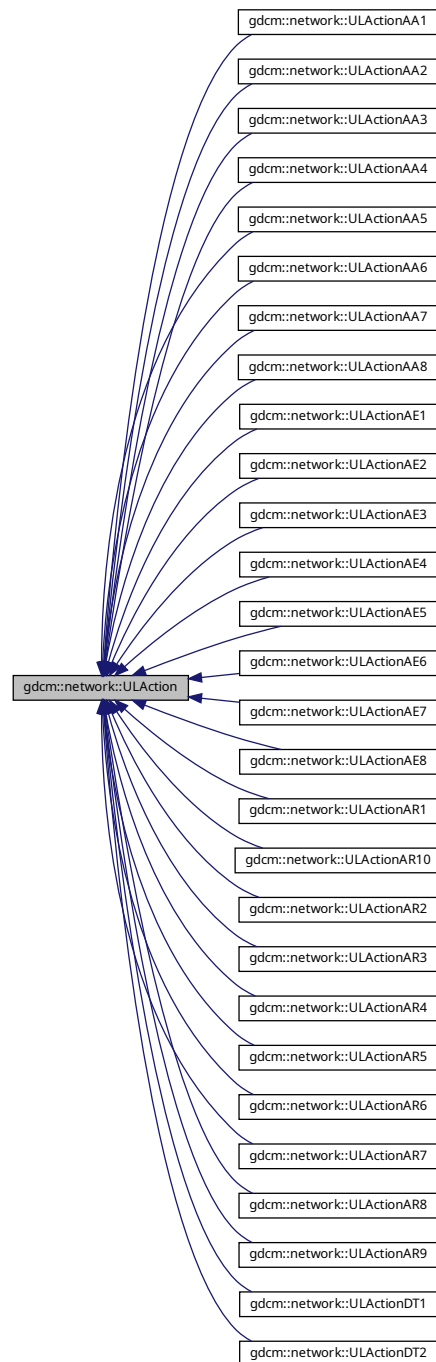 gdcm::network::ULActionAA1
gdcm::network::ULActionAA2
gdcm::network::ULActionAA3
gdcm::network::ULActionAA4
gdcm::network::ULActionAA5
gdcm::network::ULActionAA6
gdcm::network::ULActionAA7
gdcm::network::ULActionAA8
gdcm::network::ULActionAE1
gdcm::network::ULActionAE2
gdcm::network::ULActionAE3
gdcm::network::ULActionAE4
gdcm::network::ULActionAE5
gdcm::network::ULActionAE6
gdcm::network::ULAction
gdcm::network::ULActionAE7
gdcm::network::ULActionAE8
gdcm::network::ULActionAR1
gdcm::network::ULActionAR10
gdcm::network::ULActionAR2
gdcm::network::ULActionAR3
gdcm::network::ULActionAR4
gdcm::network::ULActionAR5
gdcm::network::ULActionAR6
gdcm::network::ULActionAR7
gdcm::network::ULActionAR8
gdcm::network::ULActionAR9
gdcm::network::ULActionDT1
gdcm::network::ULActionDT2